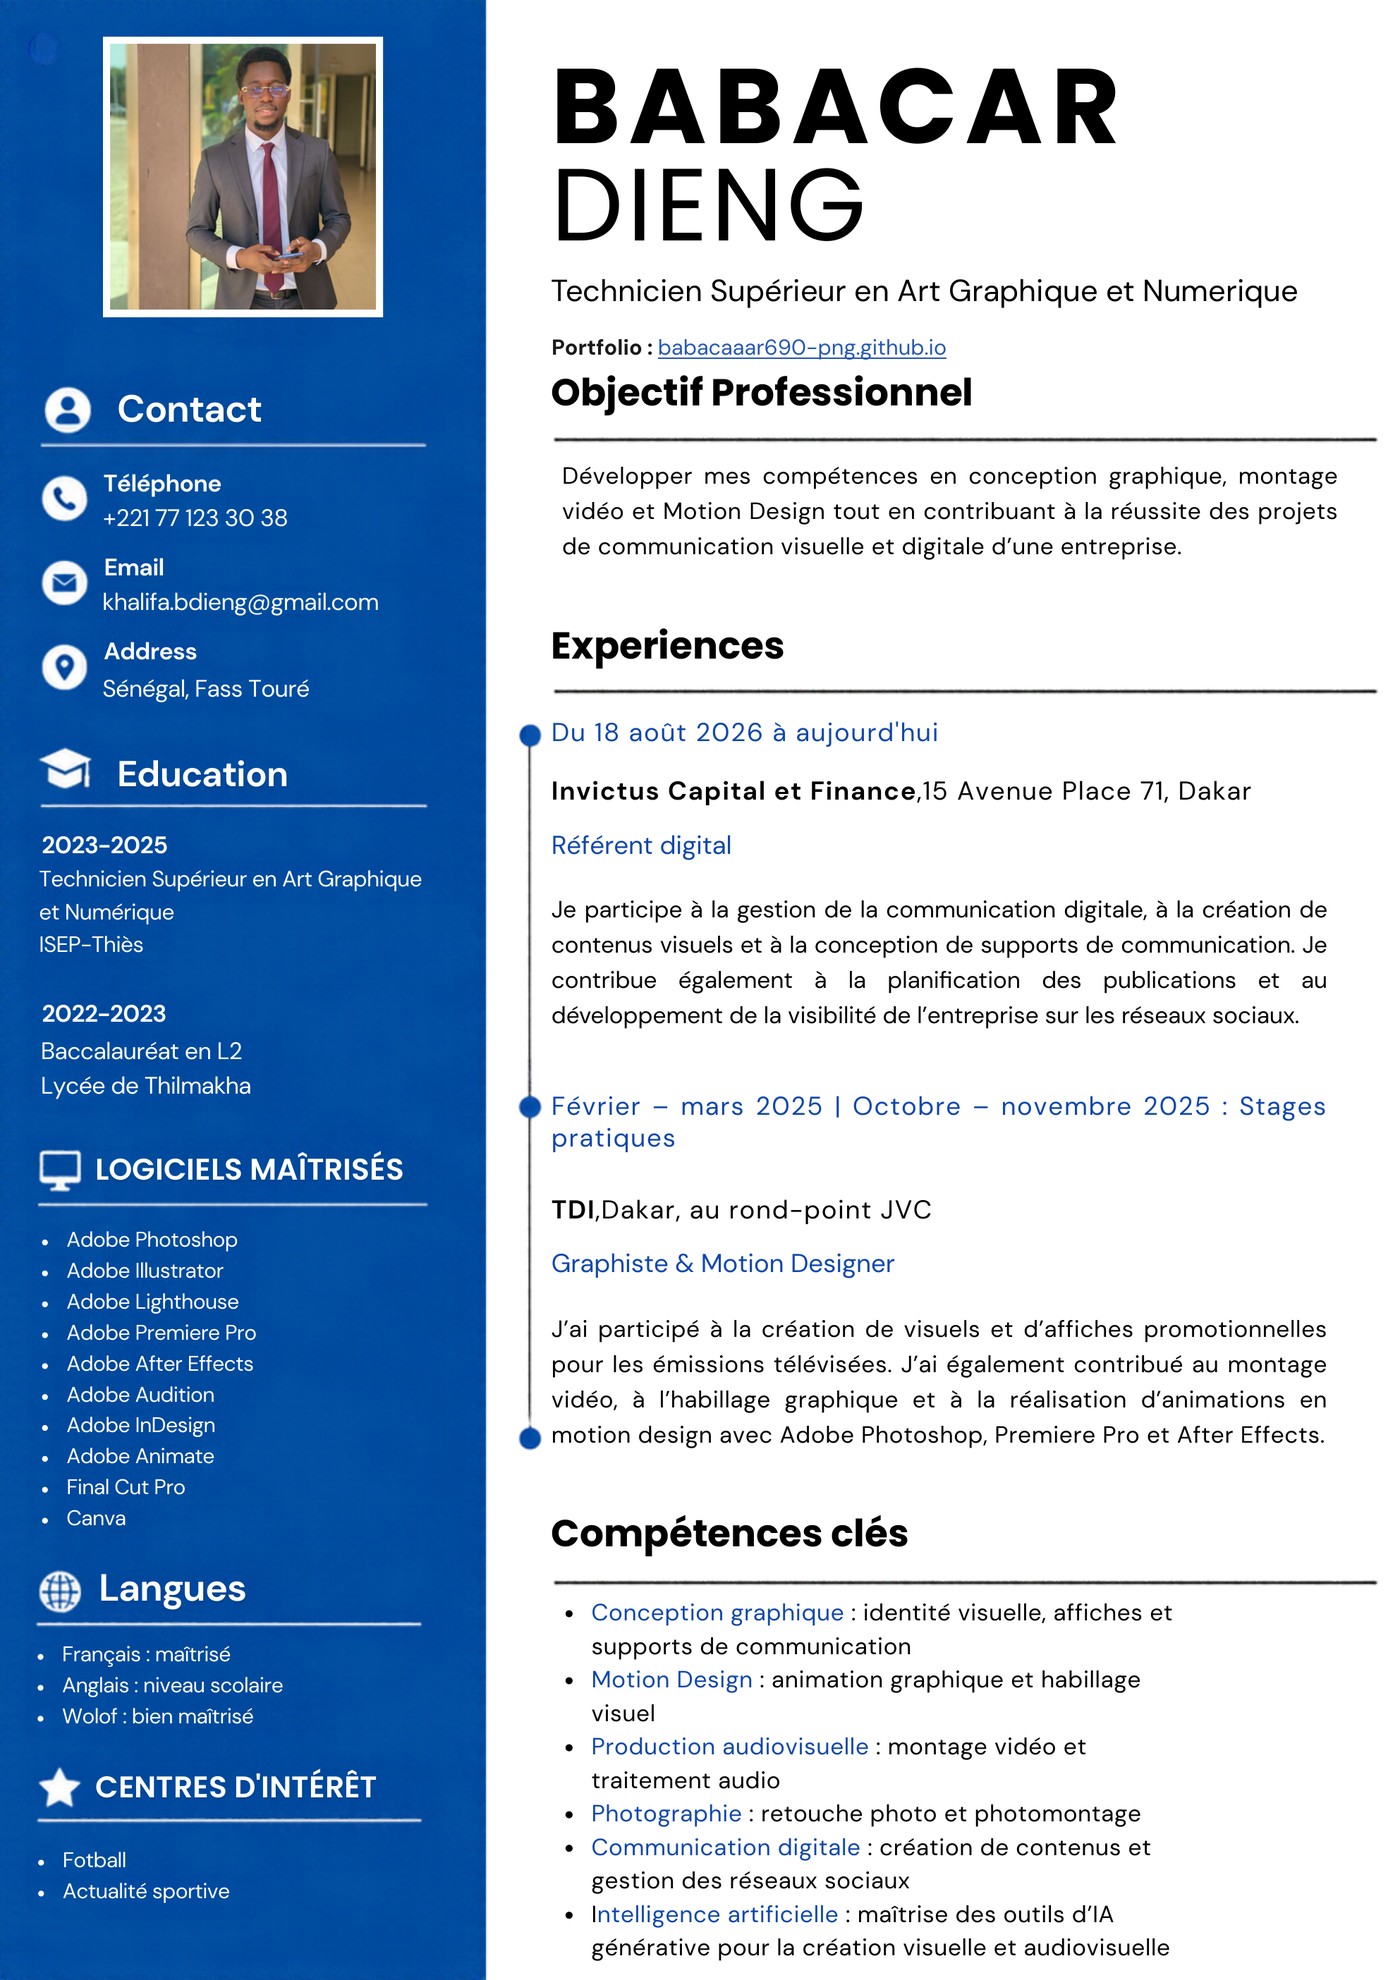 BABACAR
DIENG
Technicien Supérieur en Art Graphique et Numerique
Portfolio : babacaaar690-png.github.io
Objectif Professionnel
Développer mes compétences en conception graphique, montage
vidéo et Motion Design tout en contribuant à la réussite des projets
de communication visuelle et digitale d’une entreprise.
Experiences
Du 18 août 2026 à aujourd'hui
Invictus Capital et Finance,15 Avenue Place 71, Dakar
Référent digital
Je participe à la gestion de la communication digitale, à la création de
contenus visuels et à la conception de supports de communication. Je
contribue également à la planification des publications et au
développement de la visibilité de l’entreprise sur les réseaux sociaux.
Février – mars 2025 | Octobre – novembre 2025 : Stages
pratiques
TDI,Dakar, au rond-point JVC
Graphiste & Motion Designer
J’ai participé à la création de visuels et d’affiches promotionnelles
pour les émissions télévisées. J’ai également contribué au montage
vidéo, à l’habillage graphique et à la réalisation d’animations en
motion design avec Adobe Photoshop, Premiere Pro et After Effects.
Compétences clés
• Conception graphique : identité visuelle, affiches et
supports de communication
• Motion Design : animation graphique et habillage
visuel
• Production audiovisuelle : montage vidéo et
traitement audio
• Photographie : retouche photo et photomontage
• Communication digitale : création de contenus et
gestion des réseaux sociaux
• Intelligence artificielle : maîtrise des outils d’IA
générative pour la création visuelle et audiovisuelle
Contact
Téléphone
+221 77 123 30 38
Email
khalifa.bdieng@gmail.com
Address
Sénégal, Fass Touré
Education
2023-2025
Technicien Supérieur en Art Graphique
et Numérique
ISEP-Thiès
2022-2023
Baccalauréat en L2
Lycée de Thilmakha
LOGICIELS MAÎTRISÉS
• Adobe Photoshop
• Adobe Illustrator
• Adobe Lighthouse
• Adobe Premiere Pro
• Adobe After Effects
• Adobe Audition
• Adobe InDesign
• Adobe Animate
• Final Cut Pro
• Canva
Langues
• Français : maîtrisé
• Anglais : niveau scolaire
• Wolof : bien maîtrisé
CENTRES D'INTÉRÊT
• Fotball
• Actualité sportive